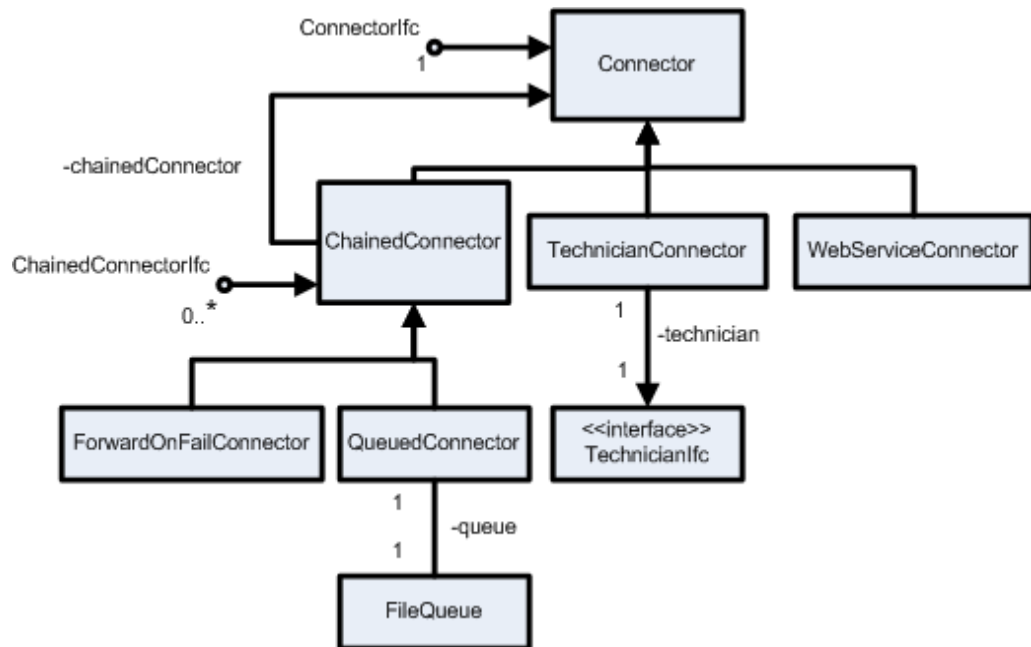 ConnectorIfc
1
Connector
-chainedConnector
ChainedConnector
TechnicianConnector
WebServiceConnector
ChainedConnectorIfc
0..*
1
-technician
1
ForwardOnFailConnector
QueuedConnector
<<interface>>
TechnicianIfc
1
-queue
1
FileQueue